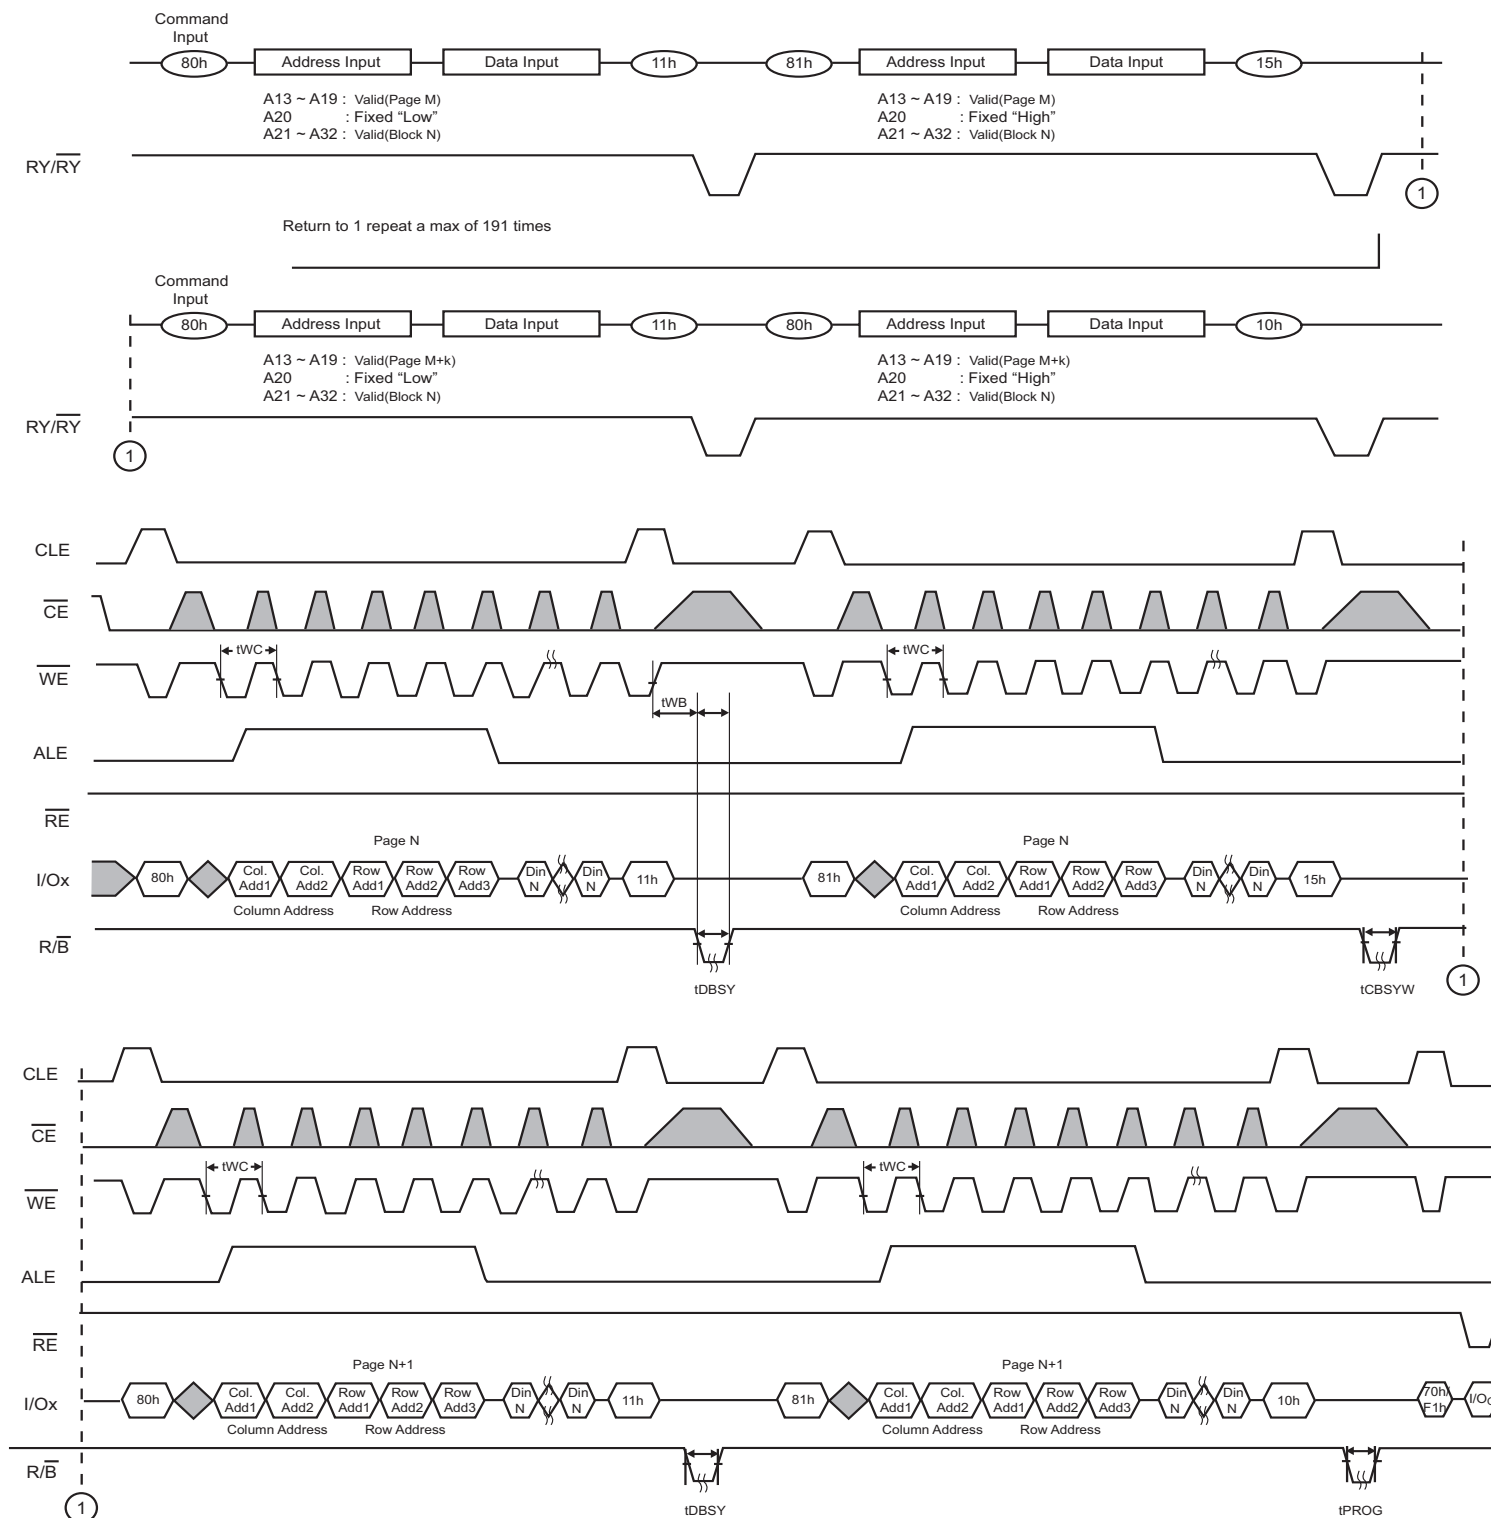 Command
Input
80h Address Input Data Input 11h 81h Address Input Data Input 15h
A13 ~ A19 : Valid(Page M) A13 ~ A19 : Valid(Page M)
A20 : Fixed “Low” A20 : Fixed “High”
A21 ~ A32 : Valid(Block N) A21 ~ A32 : Valid(Block N)
RY/RY
1
Return to 1 repeat a max of 191 times
Command
Input
80h Address Input Data Input 11h 80h Address Input Data Input 10h
A13 ~ A19 : Valid(Page M+k) A13 ~ A19 : Valid(Page M+k)
A20 : Fixed “Low” A20 : Fixed “High”
A21 ~ A32 : Valid(Block N) A21 ~ A32 : Valid(Block N)
RY/RY
1
CLE
CE
tWC tWC
WE
tWB
ALE
RE
Page N Page N
I/Ox 80h Col. Add1 Col. Add2 Row Add1 Row Add2 Row Add3 Din N Din N 11h 81h Col. Add1 Col. Add2 Row Add1 Row Add2 Row Add3 Din N Din N 15h
Column Address Row Address Column Address Row Address
R/B
tDBSY tCBSYW 1
CLE
CE
tWC tWC
WE
ALE
RE
Page N+1 Page N+1
I/Ox 80h Col. Add1 Col. Add2 Row Add1 Row Add2 Row Add3 Din N Din N 11h 81h Col. Add1 Col. Add2 Row Add1 Row Add2 Row Add3 Din N Din N 10h 70h/ F1h I/O
Column Address Row Address Column Address Row Address
R/B
1 tDBSY tPROG